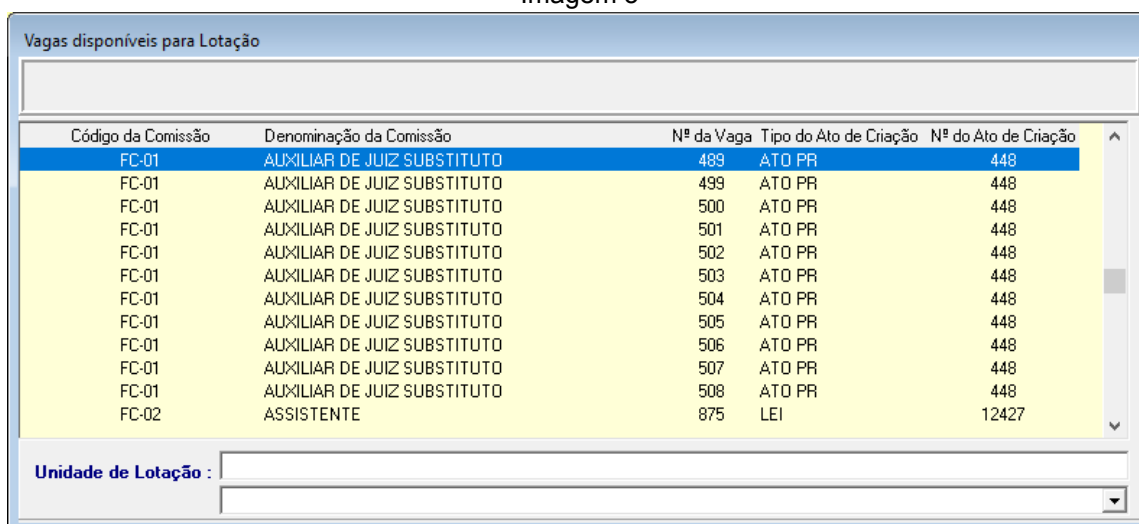 Vagas disponíveis para Lotação
Código da Comissão Denominação da Comissão Nº da Vaga Tipo do Ato de Criação Nº do Ato de Criação
FC-01 AUXILIAR DE JUIZ SUBSTITUTO 489 ATO PR 448
FC-01 AUXILIAR DE JUIZ SUBSTITUTO 499 ATO PR 448
FC-01 AUXILIAR DE JUIZ SUBSTITUTO 500 ATO PR 448
FC-01 AUXILIAR DE JUIZ SUBSTITUTO 501 ATO PR 448
FC-01 AUXILIAR DE JUIZ SUBSTITUTO 502 ATO PR 448
FC-01 AUXILIAR DE JUIZ SUBSTITUTO 503 ATO PR 448
FC-01 AUXILIAR DE JUIZ SUBSTITUTO 504 ATO PR 448
FC-01 AUXILIAR DE JUIZ SUBSTITUTO 505 ATO PR 448
FC-01 AUXILIAR DE JUIZ SUBSTITUTO 506 ATO PR 448
FC-01 AUXILIAR DE JUIZ SUBSTITUTO 507 ATO PR 448
FC-01 AUXILIAR DE JUIZ SUBSTITUTO 508 ATO PR 448
FC-02 ASSISTENTE 875 LEI 12427
Unidade de Lotação :